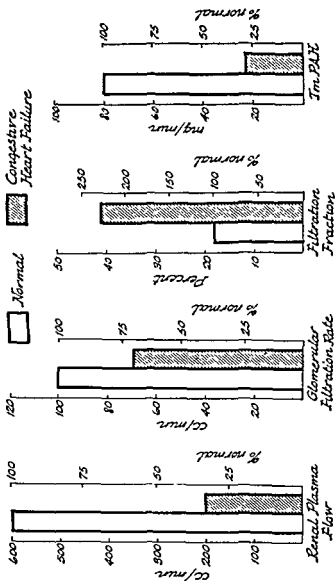 Normal
Congestive
Heart Failure
600
500
400
300
200
100
cc/min
100
75
50
25
% normal
Renal Plasma
Flow
120
100
80
60
40
20
cc/min
100
75
50
25
% normal
Glomerular
Filtration Rate
50
40
30
20
10
Percent
250
200
150
100
50
% normal
Filtration
Fraction
100
80
60
40
20
mg/min
100
75
50
25
% normal
Tm PAH